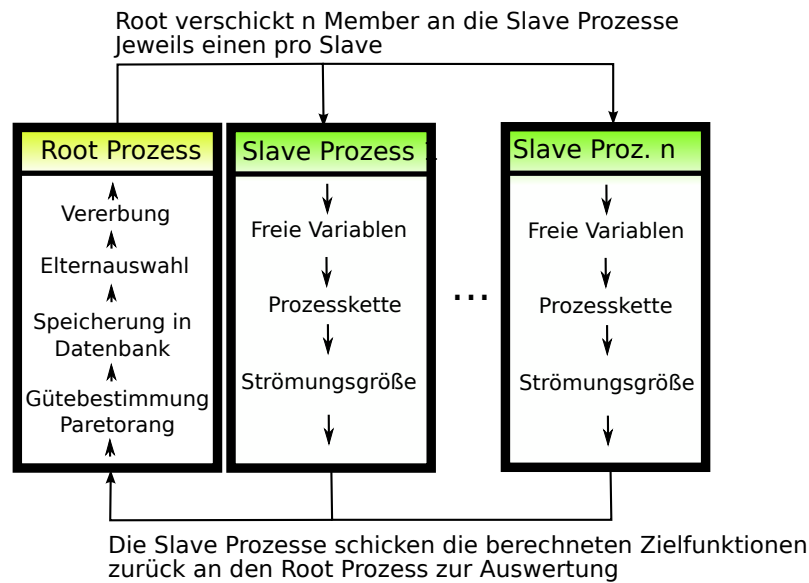 Root verschickt n Member an die Slave Prozesse
Jeweils einen pro Slave
Root Prozess
Vererbung
Elternauswahl
Speicherung in
Datenbank
Gütebestimmung
Paretorang
Slave Prozess
Freie Variablen
Prozesskette
Strömungsgröße
...
Slave Proz. n
Freie Variablen
Prozesskette
Strömungsgröße
Die Slave Prozesse schicken die berechneten Zielfunktionen
zurück an den Root Prozess zur Auswertung